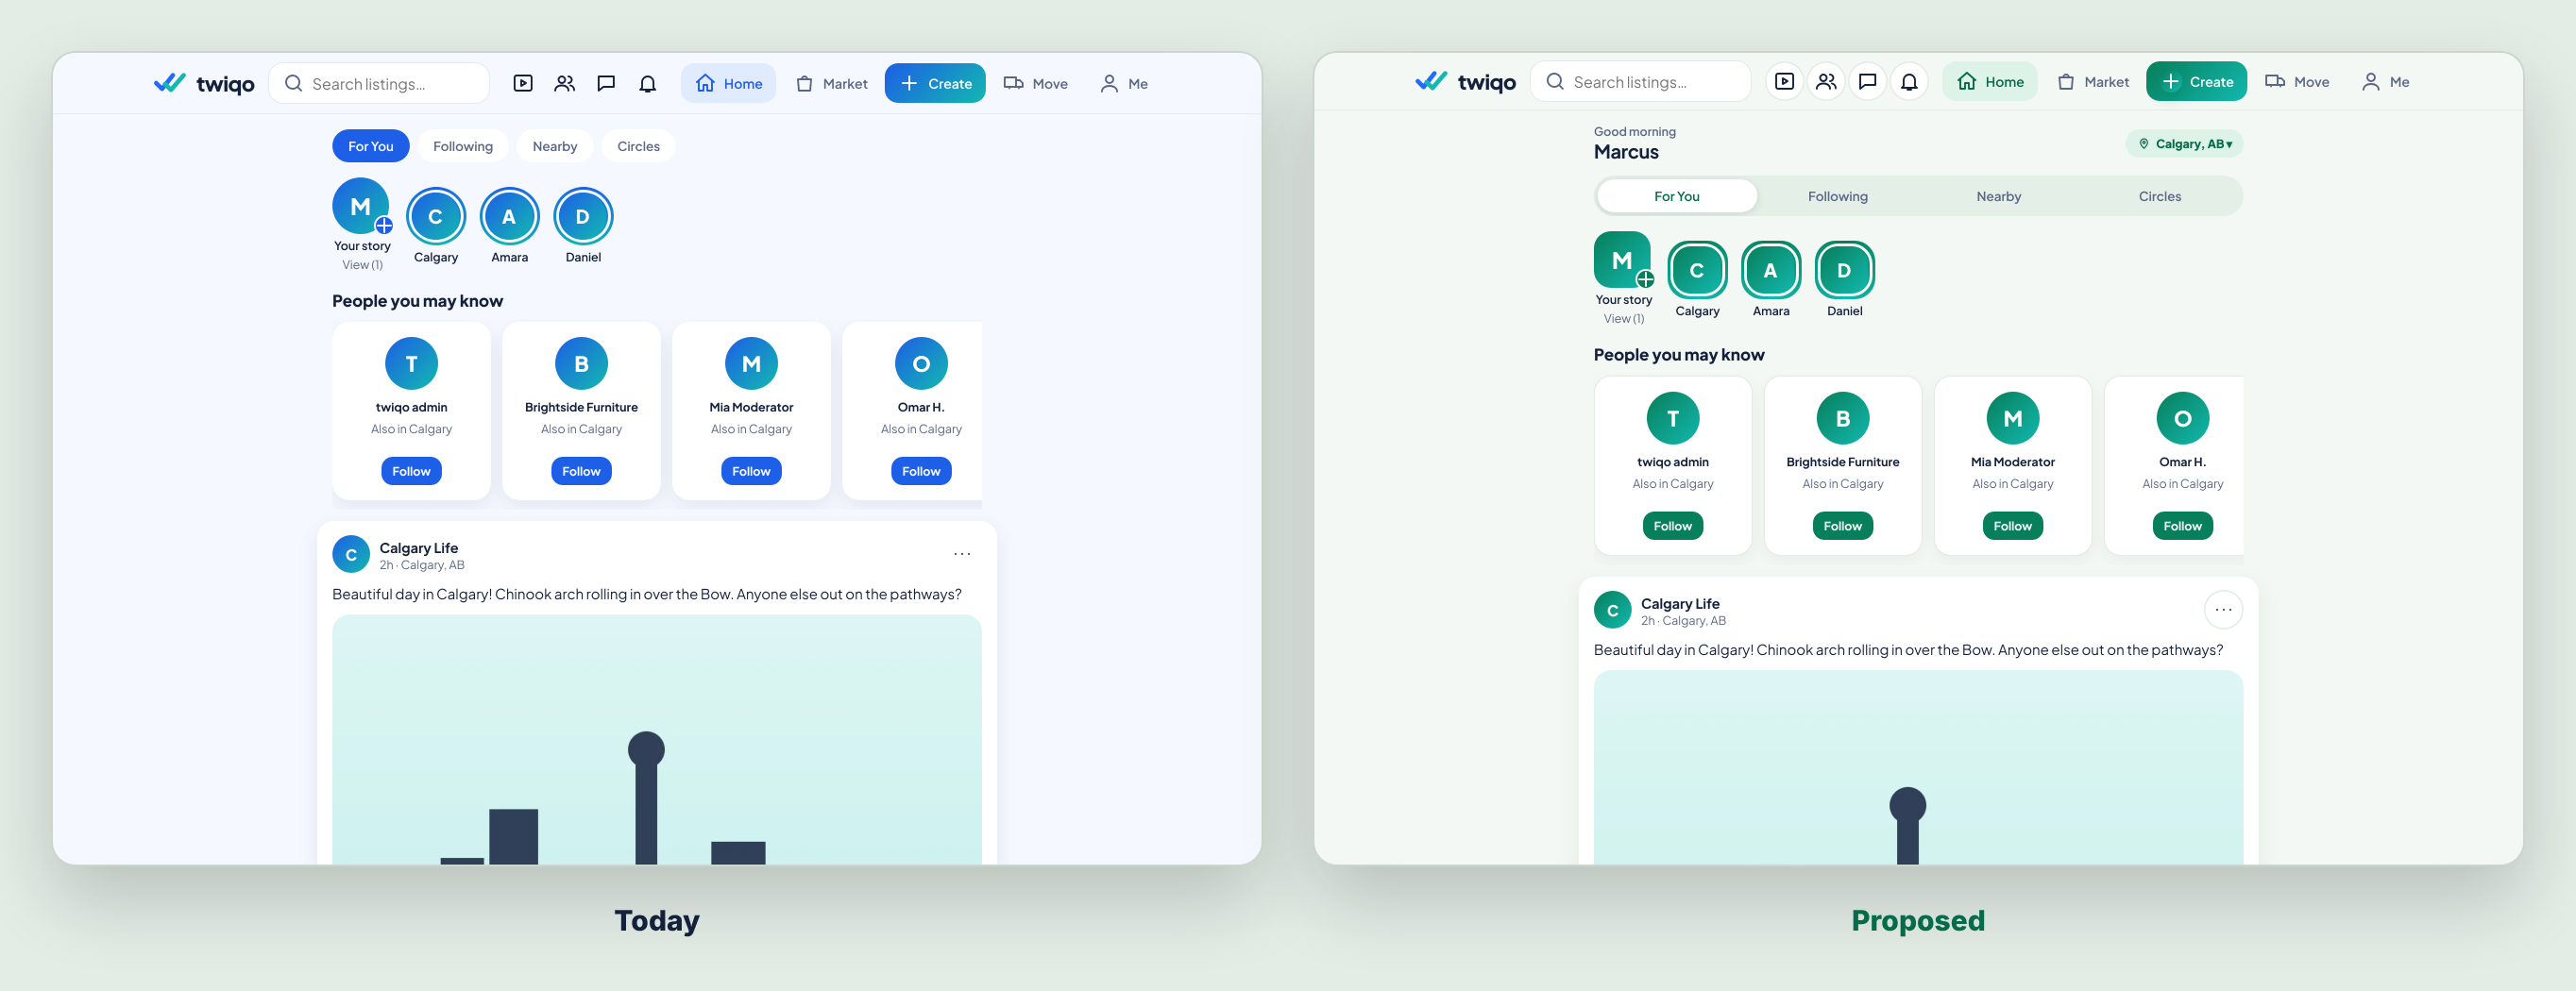 twiqo Search listings... Home Market Create Move Me
For You Following Nearby Circles
M C A D
Your story Calgary Amara Daniel
View (1)
People you may know
T B M O
twiqo admin Brightside Furniture Mia Moderator Omar H.
Also in Calgary Also in Calgary Also in Calgary Also in Calgary
Follow Follow Follow Follow
C Calgary Life ...
2h · Calgary, AB
Beautiful day in Calgary! Chinook arch rolling in over the Bow. Anyone else out on the pathways?
Today
twiqo Search listings... Home Market Create Move Me
Good morning
Marcus Calgary, AB ▾
For You Following Nearby Circles
M C A D
Your story Calgary Amara Daniel
View (1)
People you may know
T B M O
twiqo admin Brightside Furniture Mia Moderator Omar H.
Also in Calgary Also in Calgary Also in Calgary Also in Calgary
Follow Follow Follow Follow
C Calgary Life ...
2h · Calgary, AB
Beautiful day in Calgary! Chinook arch rolling in over the Bow. Anyone else out on the pathways?
Proposed